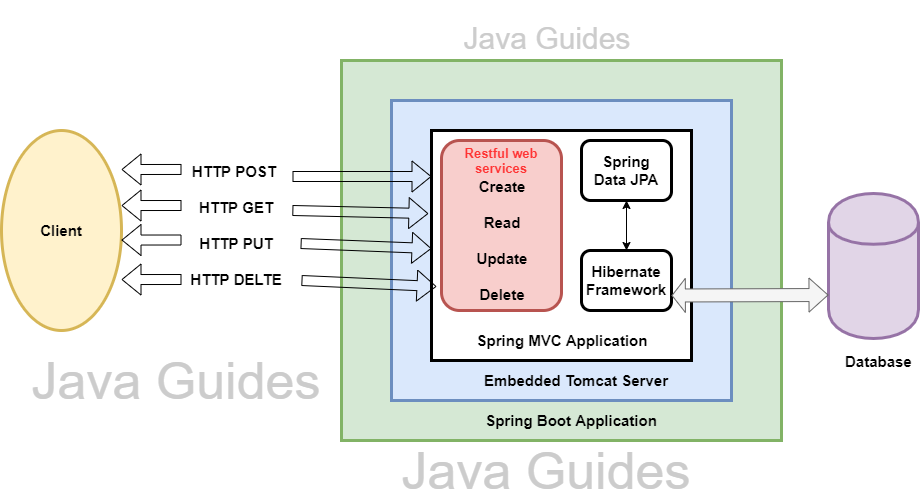 Java Guides
Restful web
services
Create
Read
Update
Delete
Spring
Data JPA
HTTP POST
HTTP GET
HTTP PUT
HTTP DELTE
Client
Hibernate
Framework
Spring MVC Application
Database
Embedded Tomcat Server
Java Guides
Spring Boot Application
Java Guides